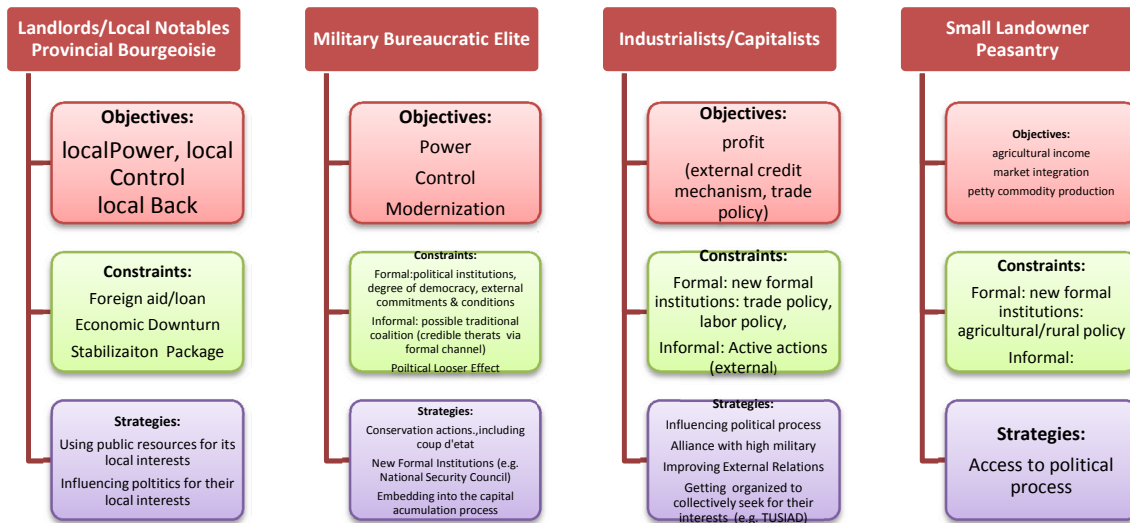 Landlords/Local Notables
Provincial Bourgeoisie
Objectives:
localPower, local
Control
local Back
Constraints:
Foreign aid/loan
Economic Downturn
Stabilizaiton Package
Strategies:
Using public resources for its
local interests
Influencing poltitics for their
local interests
Military Bureaucratic Elite
Objectives:
Power
Control
Modernization
Constraints:
Formal:political institutions,
degree of democracy, external
commitments & conditions
Informal: possible traditional
coalition (credible therats via
formal channel)
Poiltical Looser Effect
Strategies:
Conservation actions.,including
coup d'etat
New Formal Institutions (e.g.
National Security Council)
Embedding into the capital
acumulation process
Industrialists/Capitalists
Objectives:
profit
(external credit
mechanism, trade
policy)
Constraints:
Formal: new formal
institutions: trade policy,
labor policy,
Informal: Active actions
(external)
Strategies:
Influencing political process
Alliance with high military
Improving External Relations
Getting organized to
collectively seek for their
interests (e.g. TUSIAD)
Small Landowner
Peasantry
Objectives:
agricultural income
market integration
petty commodity production
Constraints:
Formal: new formal
institutions:
agricultural/rural policy
Informal:
Strategies:
Access to political
process